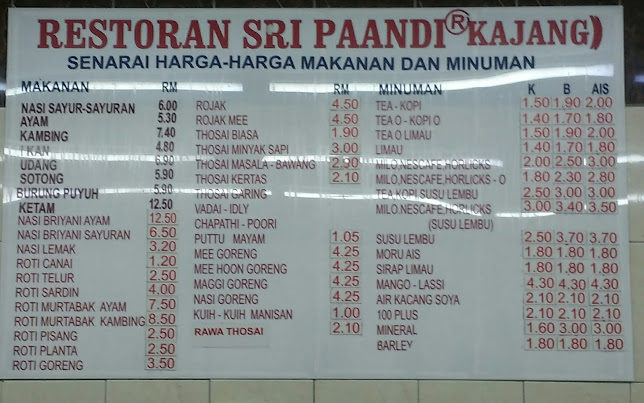 RESTORAN SRI PAANDI ® KAJANG)
SENARAI HARGA-HARGA MAKANAN DAN MINUMAN
MAKANAN RM
NASI SAYUR-SAYURAN 6.00
AYAM 5.30
KAMBING 7.40
IKAN 4.80
UDANG 6.90
SOTONG 5.90
BURUNG PUYUH 5.90
KETAM 12.50
NASI BRIYANI AYAM 12.50
NASI BRIYANI SAYURAN 6.50
NASI LEMAK 3.20
ROTI CANAI 1.20
ROTI TELUR 2.50
ROTI SARDIN 4.00
ROTI MURTABAK AYAM 7.50
ROTI MURTABAK KAMBING 8.50
ROTI PISANG 2.50
ROTI PLANTA 2.50
ROTI GORENG 3.50
RM
ROJAK 4.50
ROJAK MEE 4.50
THOSAI BIASA 1.90
THOSAI MINYAK SAPI 3.00
THOSAI MASALA - BAWANG 2.90
THOSAI KERTAS 2.10
THOSAI GARING
VADAI - IDLY
CHAPATHI - POORI
PUTTU MAYAM 1.05
MEE GORENG 4.25
MEE HOON GORENG 4.25
MAGGI GORENG 4.25
NASI GORENG 4.25
KUIH - KUIH MANISAN 1.00
RAWA THOSAI 2.10
MINUMAN K B AIS
TEA - KOPI 1.50 1.90 2.00
TEA O - KOPI O 1.40 1.70 1.80
TEA O LIMAU 1.50 1.90 2.00
LIMAU 1.40 1.70 1.80
MILO,NESCAFE,HORLICKS 2.00 2.50 3.00
MILO,NESCAFE,HORLICKS - O 1.80 2.30 2.80
TEA KOPI SUSU LEMBU 2.50 3.00 3.00
MILO,NESCAFE,HORLICKS 3.00 3.40 3.50
(SUSU LEMBU)
SUSU LEMBU 2.50 3.70 3.70
MORU AIS 1.80 1.80 1.80
SIRAP LIMAU 1.80 1.80 1.80
MANGO - LASSI 4.30 4.30 4.30
AIR KACANG SOYA 2.10 2.10 2.10
100 PLUS 2.10 2.10 2.10
MINERAL 1.60 3.00 3.00
BARLEY 1.80 1.80 1.80